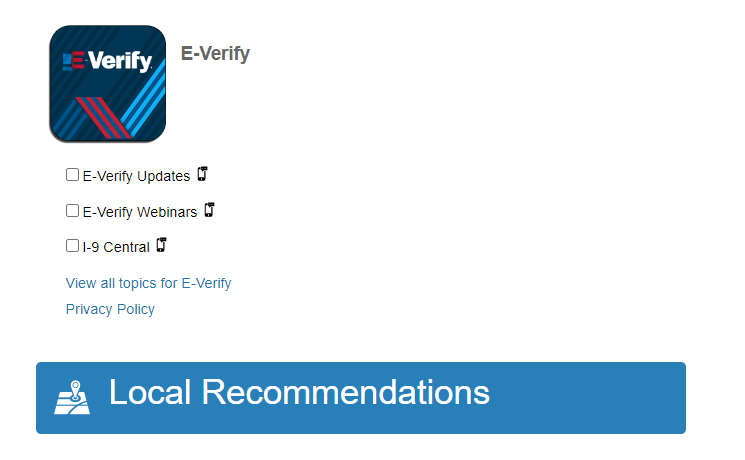 E-Verify
E-Verify
E-Verify Updates
E-Verify Webinars
I-9 Central
View all topics for E-Verify
Privacy Policy
Local Recommendations